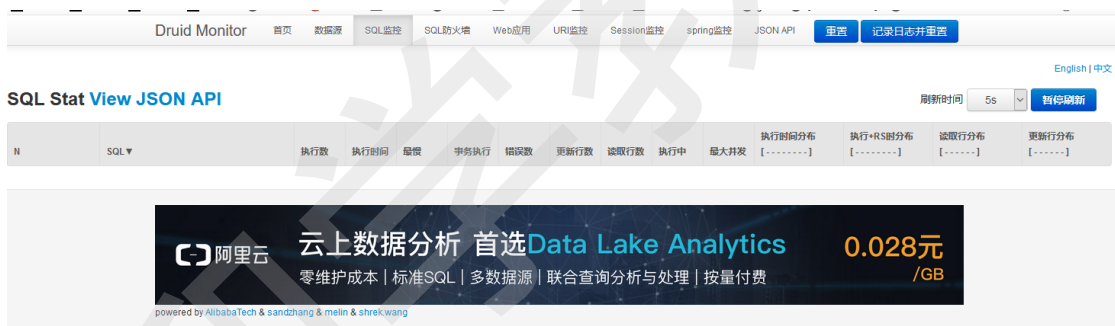 Druid Monitor 首页 数据源 SQL监控 SQL防火墙 Web应用 URI监控 Session监控 spring监控 JSON API 重置 记录日志并重置
English | 中文
SQL Stat View JSON API 刷新时间 5s 暂停刷新
N SQL▼ 执行数 执行时间 最慢 事务执行 错误数 更新行数 读取行数 执行中 最大并发 执行时间分布 [--------] 执行+RS时分布 [--------] 读取行分布 [------] 更新行分布 [------]
阿里云 云上数据分析 首选Data Lake Analytics 0.028元
零维护成本 | 标准SQL | 多数据源 | 联合查询分析与处理 | 按量付费 /GB
powered by AlibabaTech & sandzhang & melin & shrek.wang